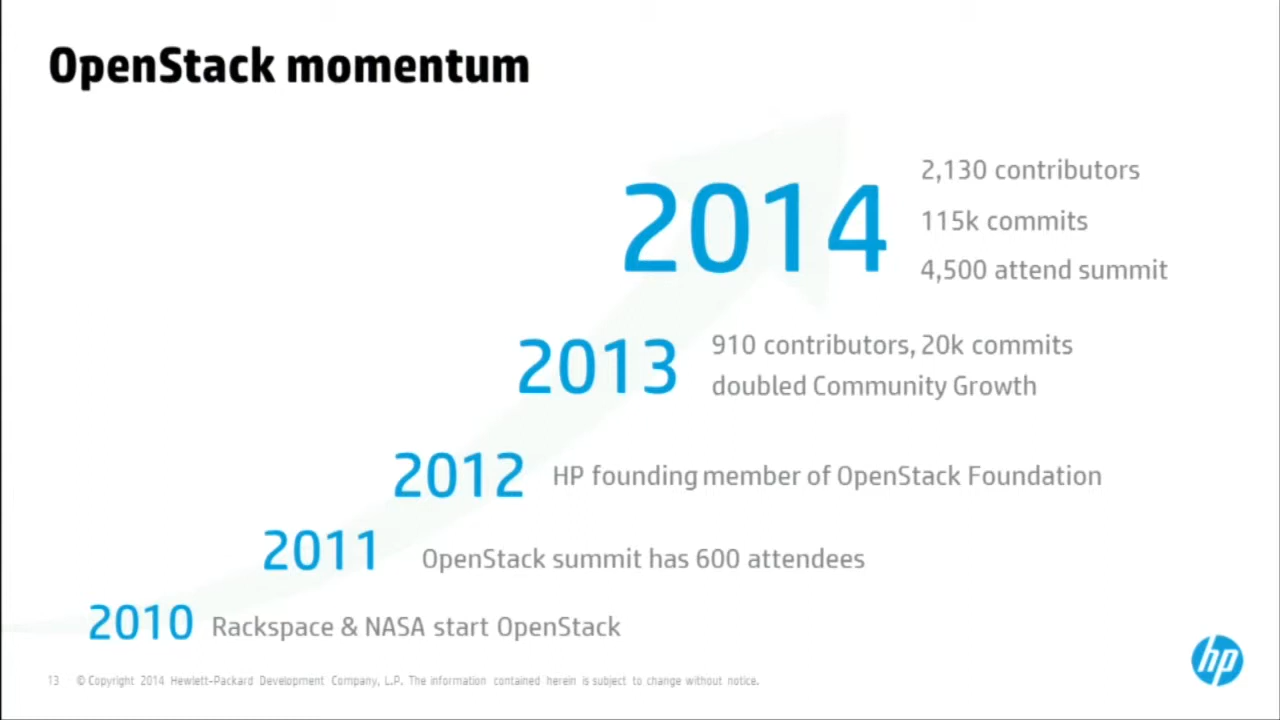 OpenStack momentum
2014
2,130 contributors
115k commits
4,500 attend summit
2013
910 contributors, 20k commits
doubled Community Growth
2012 HP founding member of OpenStack Foundation
2011 OpenStack summit has 600 attendees
2010 Rackspace & NASA start OpenStack
13 © Copyright 2014 Hewlett-Packard Development Company, L.P. The information contained herein is subject to change without notice.
hp